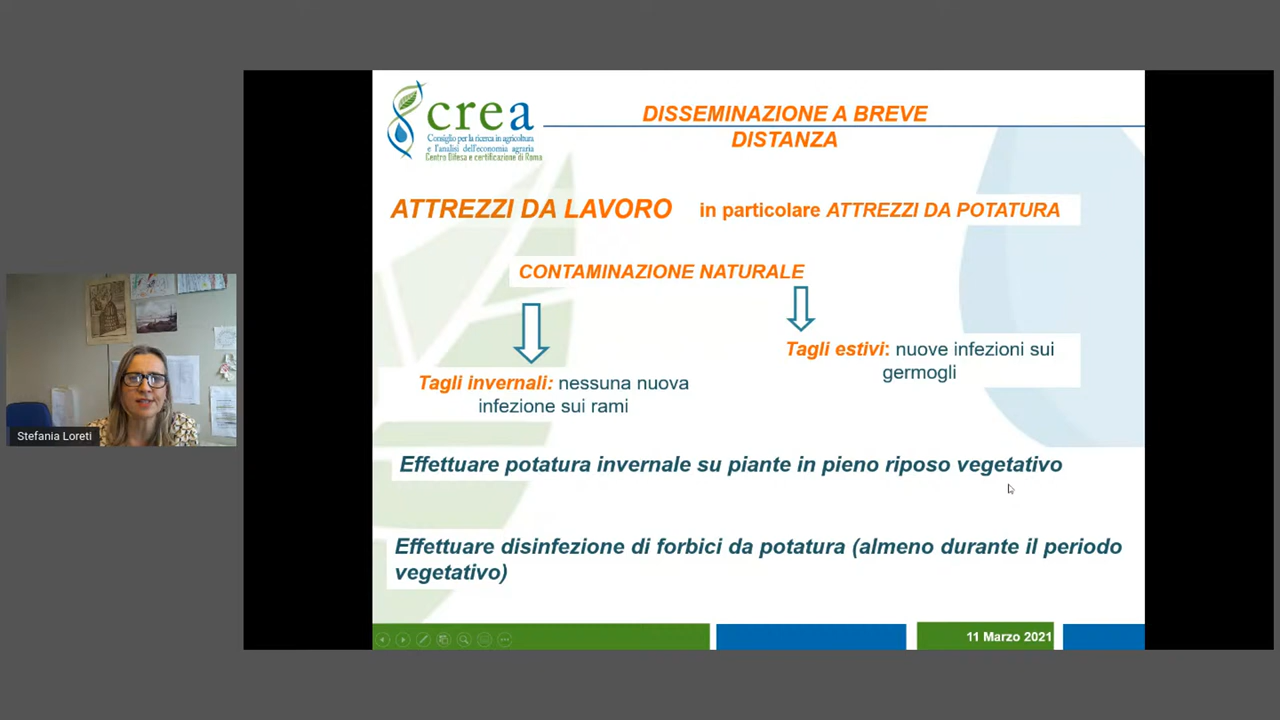 crea
Consiglio per la ricerca in agricoltura
e l'analisi dell'economia agraria
Centro Difesa e certificazione di Roma
DISSEMINAZIONE A BREVE
DISTANZA
ATTREZZI DA LAVORO in particolare ATTREZZI DA POTATURA
CONTAMINAZIONE NATURALE
Tagli estivi: nuove infezioni sui
germogli
Tagli invernali: nessuna nuova
infezione sui rami
Stefania Loreti
Effettuare potatura invernale su piante in pieno riposo vegetativo
Effettuare disinfezione di forbici da potatura (almeno durante il periodo
vegetativo)
11 Marzo 2021